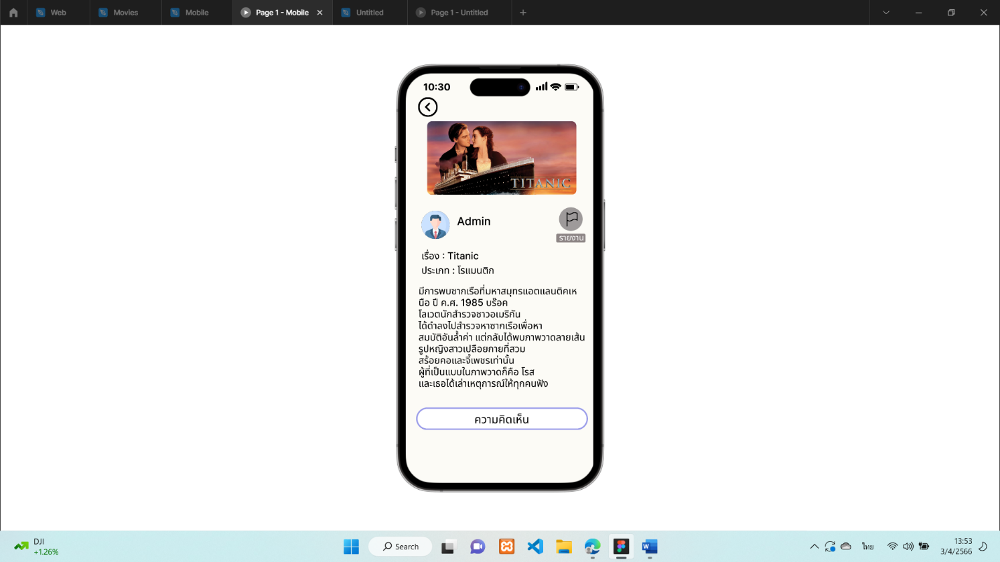 Web
Movies
Mobile
Page 1 - Mobile
Untitled
Page 1 - Untitled
10:30
TITANIC
Admin
รายงาน
เรื่อง : Titanic
ประเภท : โรแมนติก
มีการพบซากเรือที่มหาสมุทรแอตแลนติคเห
นือ ปี ค.ศ. 1985 บร๊อค
โลเวตนักสำรวจชาวอเมริกัน
ได้ดำลงไปสำรวจหาซากเรือเพื่อหา
สมบัติอันล้ำค่า แต่กลับได้พบภาพวาดลายเส้น
รูปหญิงสาวเปลือยกายที่สวม
สร้อยคอและจี้เพชรเท่านั้น
ผู้ที่เป็นแบบในภาพวาดก็คือ โรส
และเธอได้เล่าเหตุการณ์ให้ทุกคนฟัง
ความคิดเห็น
DJI
+1.26%
Search
ไทย
13:53
3/4/2566